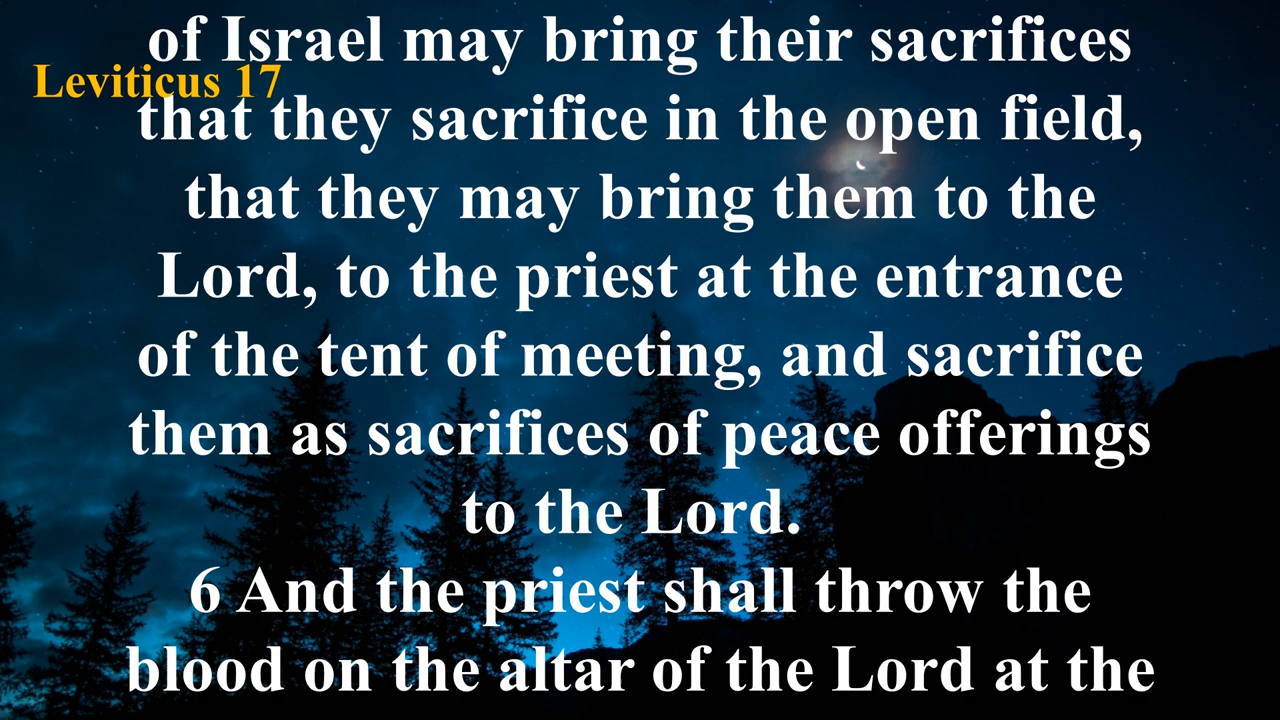 of Israel may bring their sacrifices
Leviticus 17
that they sacrifice in the open field,
that they may bring them to the
Lord, to the priest at the entrance
of the tent of meeting, and sacrifice
them as sacrifices of peace offerings
to the Lord.
6 And the priest shall throw the
blood on the altar of the Lord at the